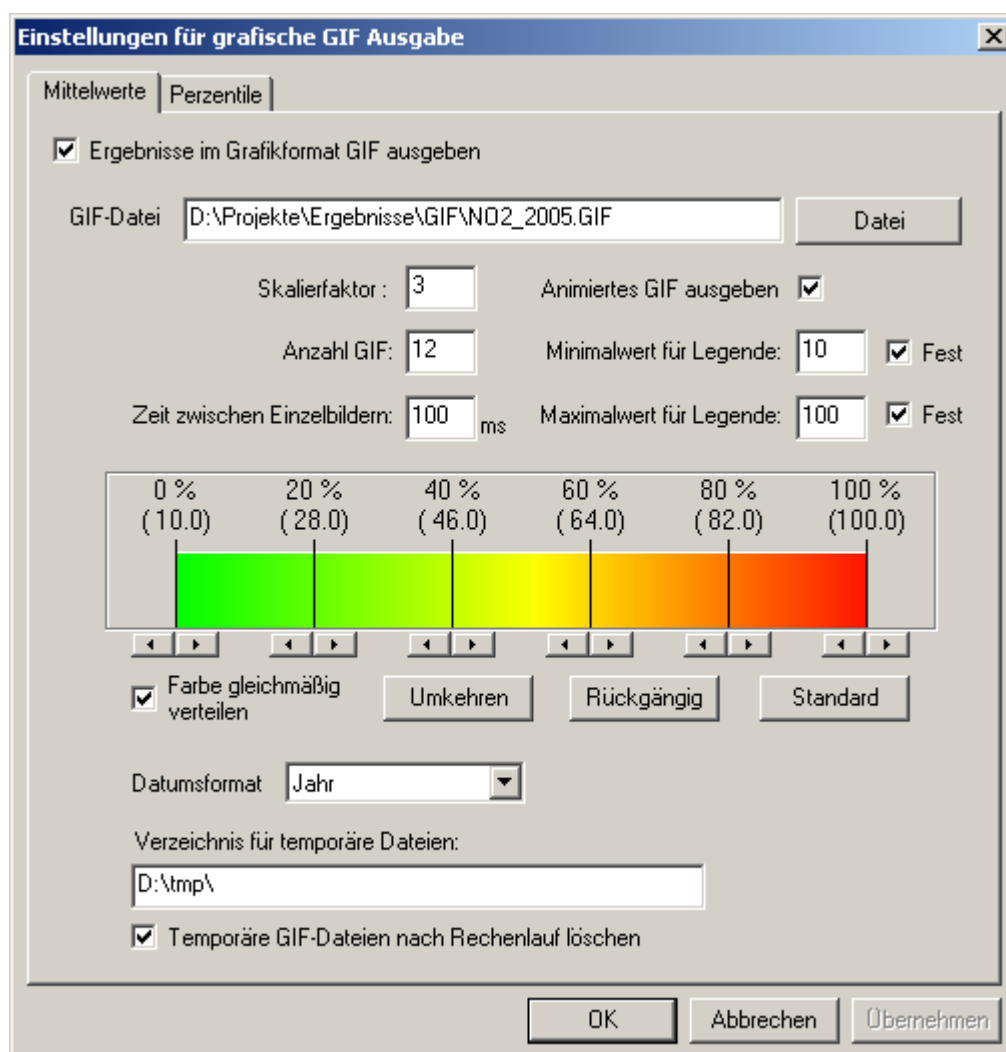 Einstellungen für grafische GIF Ausgabe
Mittelwerte Perzentile
Ergebnisse im Grafikformat GIF ausgeben
GIF-Datei D:\Projekte\Ergebnisse\GIF\NO2_2005.GIF Datei
Skalierfaktor : 3 Animiertes GIF ausgeben
Anzahl GIF: 12 Minimalwert für Legende: 10 Fest
Zeit zwischen Einzelbildern: 100 ms Maximalwert für Legende: 100 Fest
0 % 20 % 40 % 60 % 80 % 100 %
( 10.0) ( 28.0) ( 46.0) ( 64.0) ( 82.0) (100.0)
Farbe gleichmäßig
verteilen
Umkehren Rückgängig Standard
Datumsformat Jahr
Verzeichnis für temporäre Dateien:
D:\tmp\
Temporäre GIF-Dateien nach Rechenlauf löschen
OK Abbrechen Übernehmen